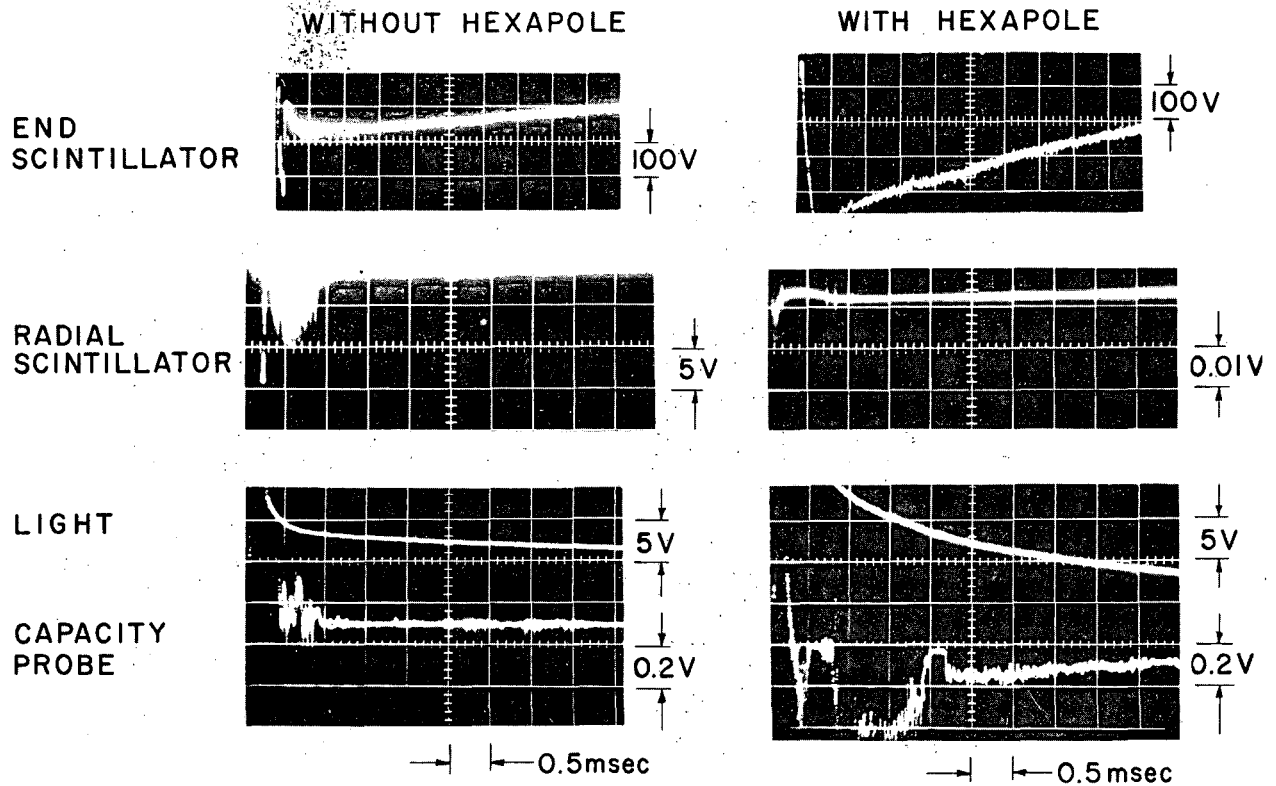 WITHOUT HEXAPOLE
WITH HEXAPOLE
END
SCINTILLATOR
100V
100V
RADIAL
SCINTILLATOR
5V
0.01V
LIGHT
5V
5V
CAPACITY
PROBE
0.2V
0.2V
0.5msec
0.5msec